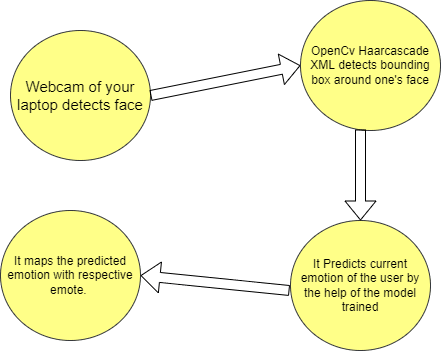 Webcam of your
laptop detects face
OpenCv Haarcascade
XML detects bounding
box around one's face
It Predicts current
emotion of the user by
the help of the model
trained
It maps the predicted
emotion with respective
emote.